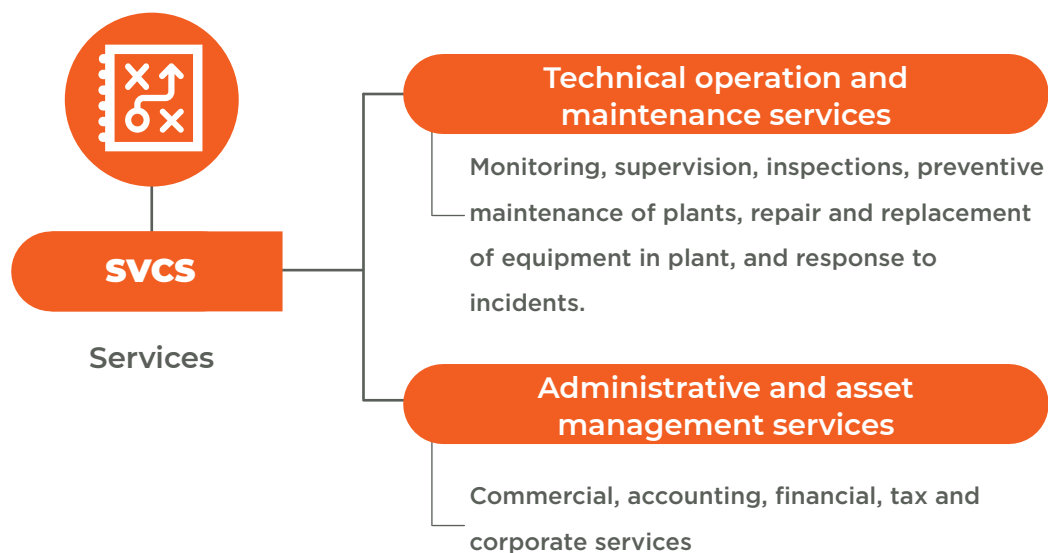 svcs
Services
Technical operation and
maintenance services
Monitoring, supervision, inspections, preventive
maintenance of plants, repair and replacement
of equipment in plant, and response to
incidents.
Administrative and asset
management services
Commercial, accounting, financial, tax and
corporate services